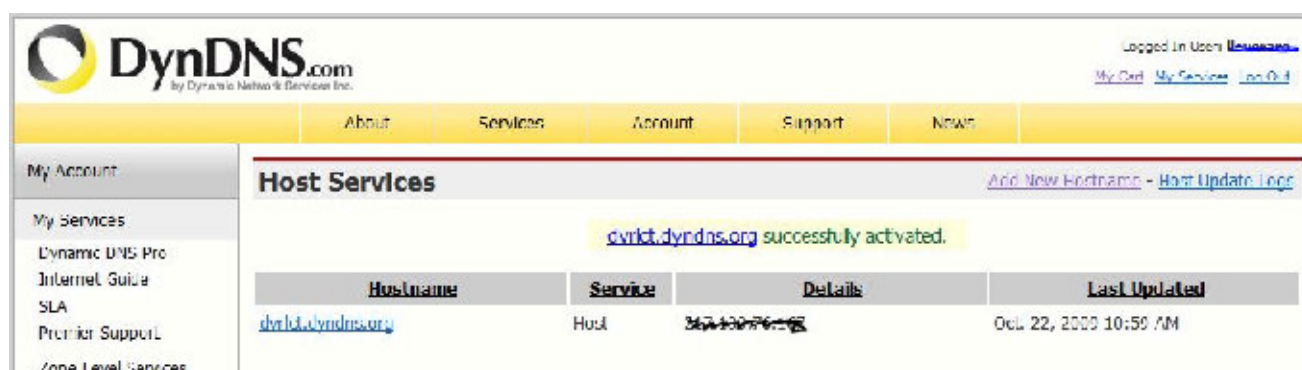 DynDNS.com
by Dynamic Network Services Inc.
Logged In User:
My Cart My Services Log Out
About Services Account Support News
My Account
Host Services
Add New Hostname - Host Update Logs
My Services
dvrlct.dyndns.org successfully activated.
Dynamic DNS Pro
Internet Guide
SLA
Premier Support
Zone Level Services
Hostname Service Details Last Updated
dvrlct.dyndns.org Host Oct. 22, 2009 10:59 AM